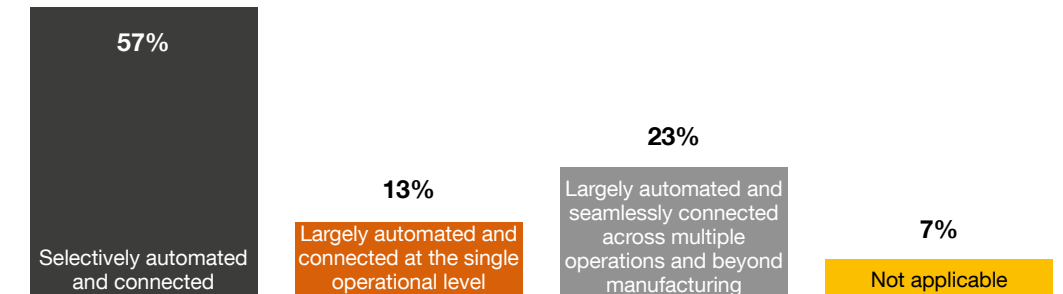 57%
Selectively automated
and connected
13%
Largely automated and
connected at the single
operational level
23%
Largely automated and
seamlessly connected
across multiple
operations and beyond
manufacturing
7%
Not applicable